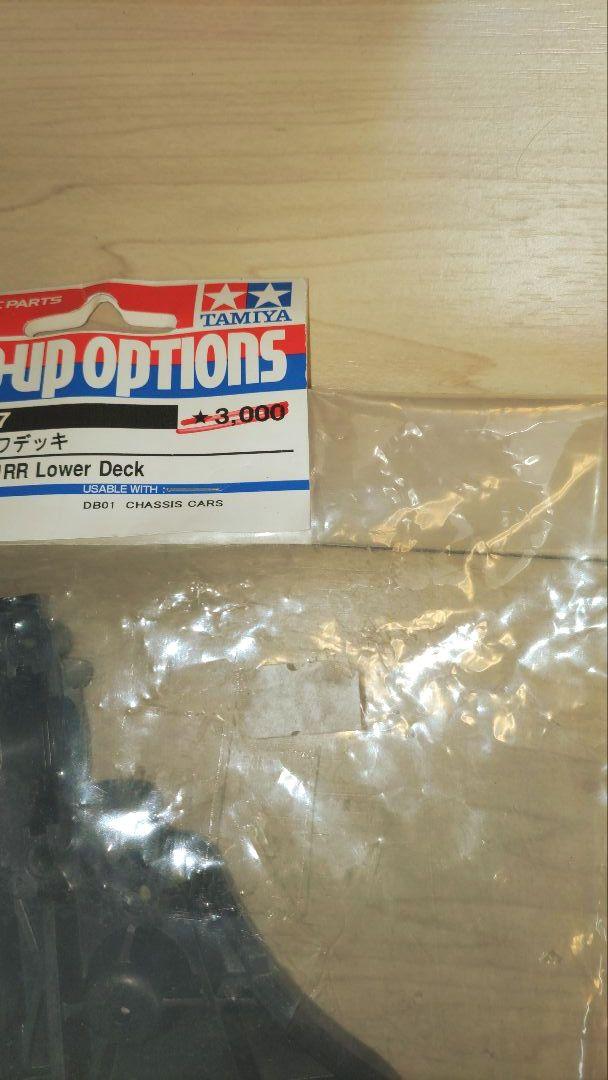 C PARTS
TAMIYA
-UP OPTIONS
7
★3,000
フデッキ
RR Lower Deck
USABLE WITH :
DB01 CHASSIS CARS